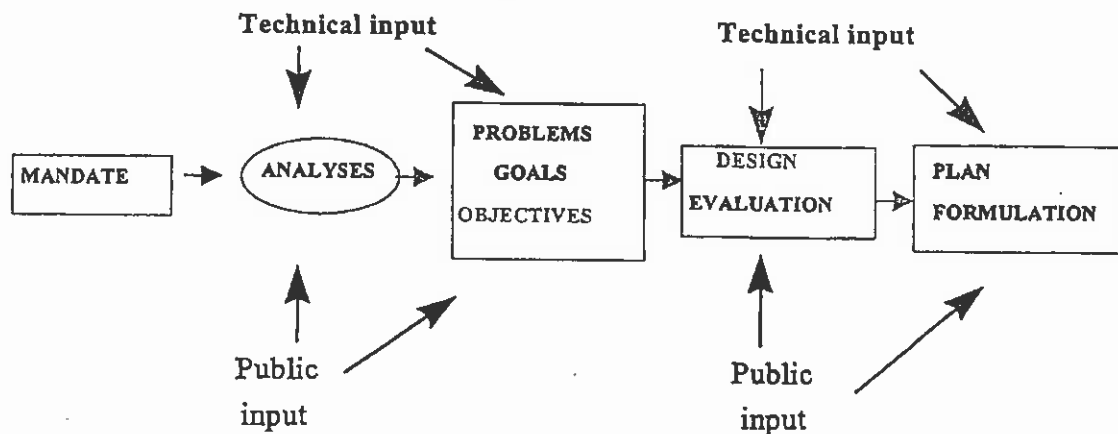 Technical input
Technical input
MANDATE
ANALYSES
PROBLEMS
GOALS
OBJECTIVES
DESIGN
EVALUATION
PLAN
FORMULATION
Public
input
Public
input